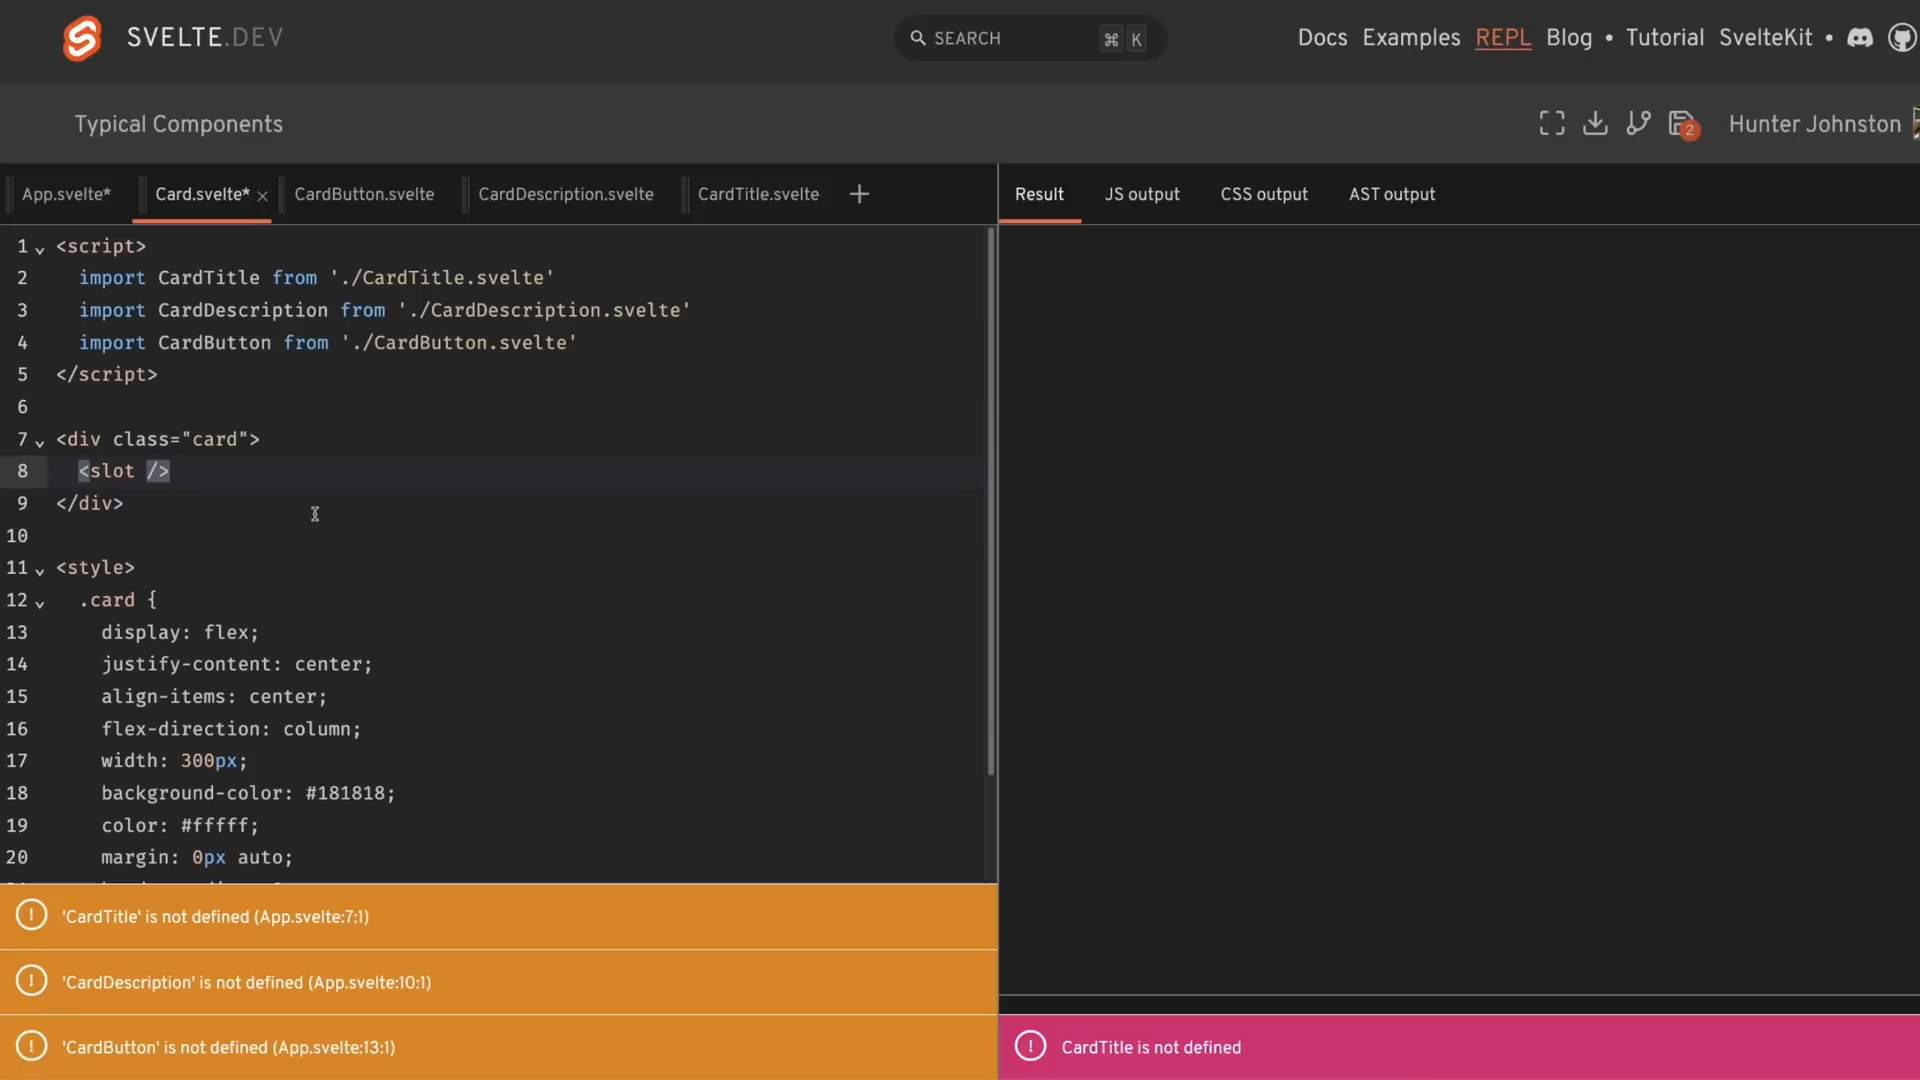 SVELTE.DEV
SEARCH ⌘ K
Docs Examples REPL Blog • Tutorial SvelteKit •
Typical Components
2 Hunter Johnston
App.svelte* Card.svelte* CardButton.svelte CardDescription.svelte CardTitle.svelte +
Result JS output CSS output AST output
1 <script>
2 import CardTitle from './CardTitle.svelte'
3 import CardDescription from './CardDescription.svelte'
4 import CardButton from './CardButton.svelte'
5 </script>
6
7 <div class="card">
8 <slot />
9 </div>
10
11 <style>
12 .card {
13 display: flex;
14 justify-content: center;
15 align-items: center;
16 flex-direction: column;
17 width: 300px;
18 background-color: #181818;
19 color: #fffff;
20 margin: 0px auto;
! 'CardTitle' is not defined (App.svelte:7:1)
! 'CardDescription' is not defined (App.svelte:10:1)
! 'CardButton' is not defined (App.svelte:13:1)
! CardTitle is not defined